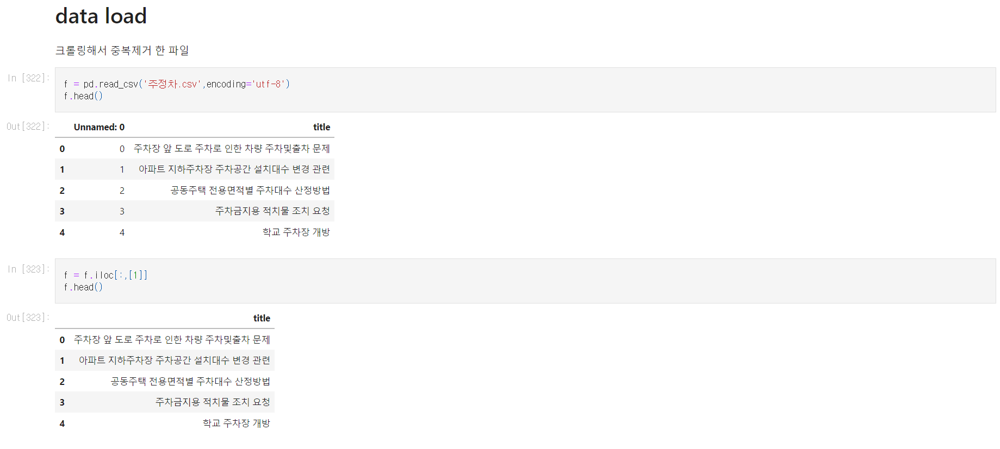 data load
크롤링해서 중복제거 한 파일
In [322]:
f = pd.read_csv('주정차.csv',encoding='utf-8')
f.head()
Out[322]:
Unnamed: 0 title
0 0 주차장 앞 도로 주차로 인한 차량 주차및출차 문제
1 1 아파트 지하주차장 주차공간 설치대수 변경 관련
2 2 공동주택 전용면적별 주차대수 산정방법
3 3 주차금지용 적치물 조치 요청
4 4 학교 주차장 개방
In [323]:
f = f.iloc[:,[1]]
f.head()
Out[323]:
title
0 주차장 앞 도로 주차로 인한 차량 주차및출차 문제
1 아파트 지하주차장 주차공간 설치대수 변경 관련
2 공동주택 전용면적별 주차대수 산정방법
3 주차금지용 적치물 조치 요청
4 학교 주차장 개방